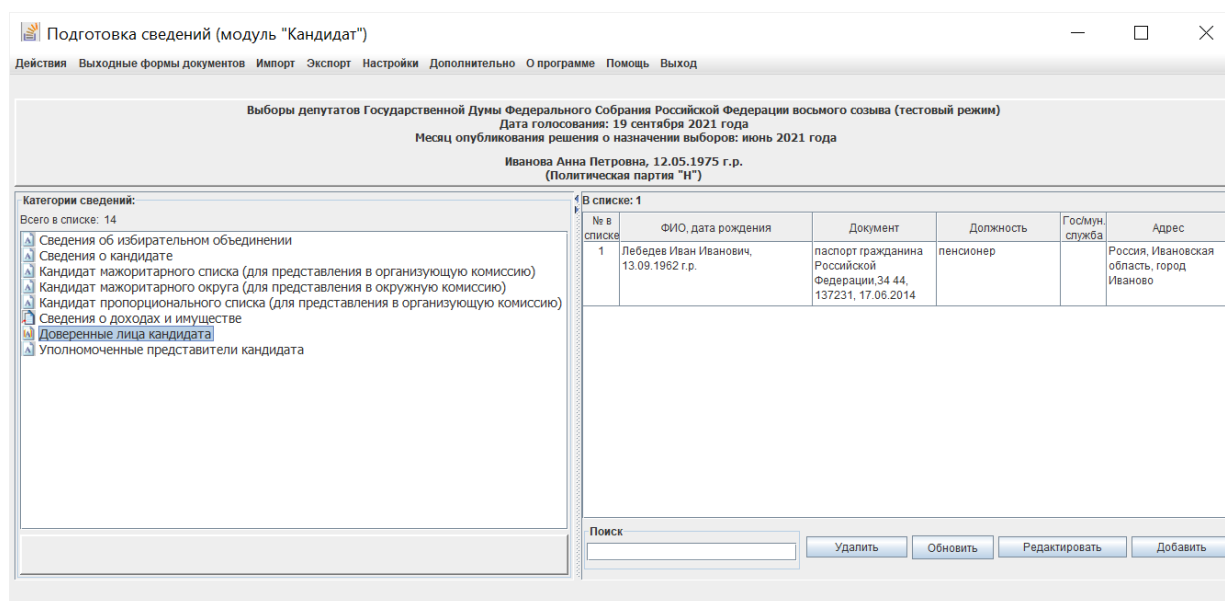 Подготовка сведений (модуль "Кандидат")
Действия Выходные формы документов Импорт Экспорт Настройки Дополнительно О программе Помощь Выход
Выборы депутатов Государственной Думы Федерального Собрания Российской Федерации восьмого созыва (тестовый режим)
Дата голосования: 19 сентября 2021 года
Месяц опубликования решения о назначении выборов: июнь 2021 года
Иванова Анна Петровна, 12.05.1975 г.р.
(Политическая партия "Н")
Категории сведений:
Всего в списке: 14
Сведения об избирательном объединении
Сведения о кандидате
Кандидат мажоритарного списка (для представления в организующую комиссию)
Кандидат мажоритарного округа (для представления в окружную комиссию)
Кандидат пропорционального списка (для представления в организующую комиссию)
Сведения о доходах и имуществе
Доверенные лица кандидата
Уполномоченные представители кандидата
В списке: 1
№ в списке ФИО, дата рождения Документ Должность Гос/мун. служба Адрес
1 Лебедев Иван Иванович, паспорт гражданина пенсионер Россия, Ивановская
13.09.1962 г.р. Российской область, город
Федерации,34 44, Иваново
137231, 17.06.2014
Поиск
Удалить Обновить Редактировать Добавить